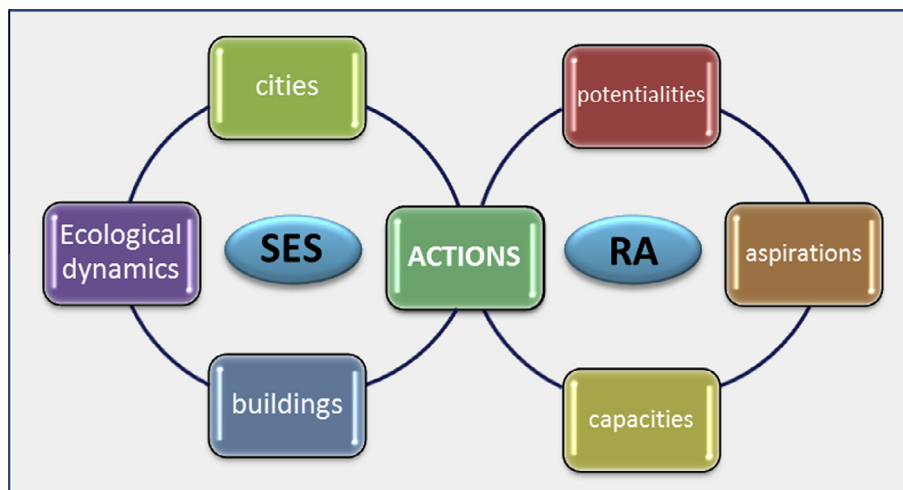 cities
potentialities
Ecological
dynamics
SES
ACTIONS
RA
aspirations
buildings
capacities